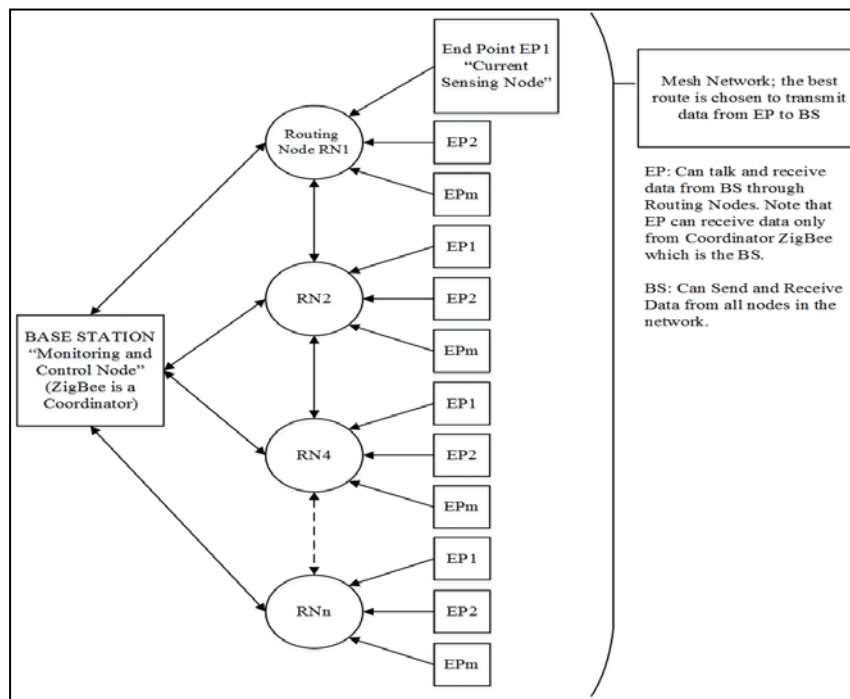 End Point EP1
“Current
Sensing Node”
Routing
Node RN1
EP2
EPm
EP1
RN2
EP2
EPm
BASE STATION
“Monitoring and
Control Node”
(ZigBee is a
Coordinator)
EP1
RN4
EP2
EPm
EP1
RNn
EP2
EPm
Mesh Network; the best
route is chosen to transmit
data from EP to BS
EP: Can talk and receive
data from BS through
Routing Nodes. Note that
EP can receive data only
from Coordinator ZigBee
which is the BS.
BS: Can Send and Receive
Data from all nodes in the
network.